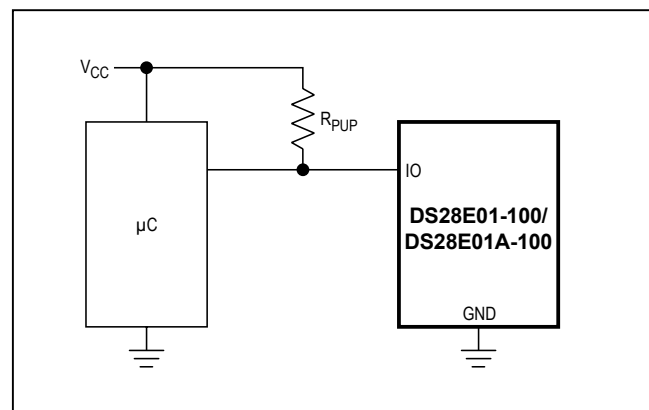 V_CC
R_PUP
IO
µC
DS28E01-100/
DS28E01A-100
GND